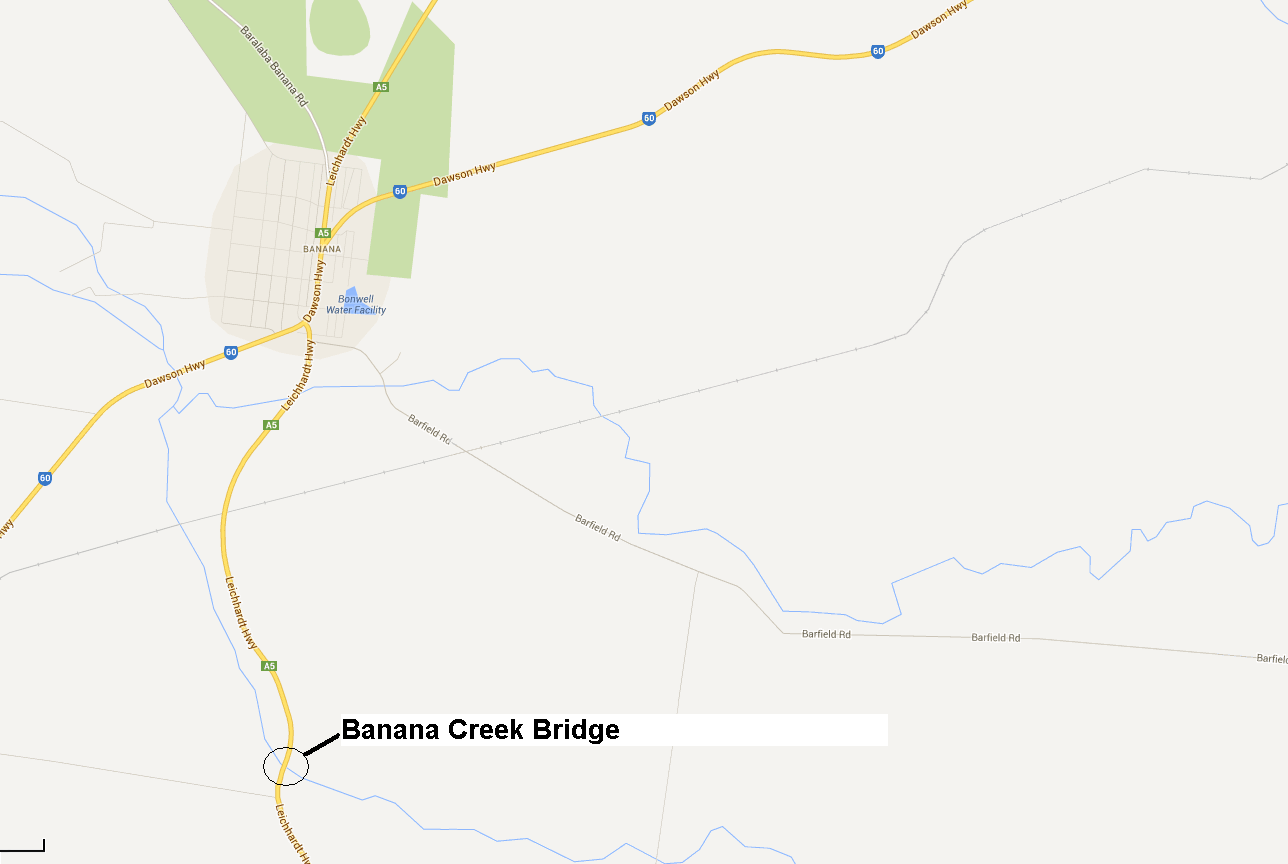 Dawson Hwy
Baralaba Banana Rd
60
A5
Dawson Hwy
60
Leichhardt Hwy
Dawson Hwy
60
A5
BANANA
Dawson Hwy
Bonwell
Water Facility
60
Dawson Hwy
Leichhardt Hwy
A5
Barfield Rd
60
Hwy
Barfield Rd
Leichhardt Hwy
Barfield Rd
Barfield Rd
Barfield
A5
Banana Creek Bridge
Leichhardt Hw